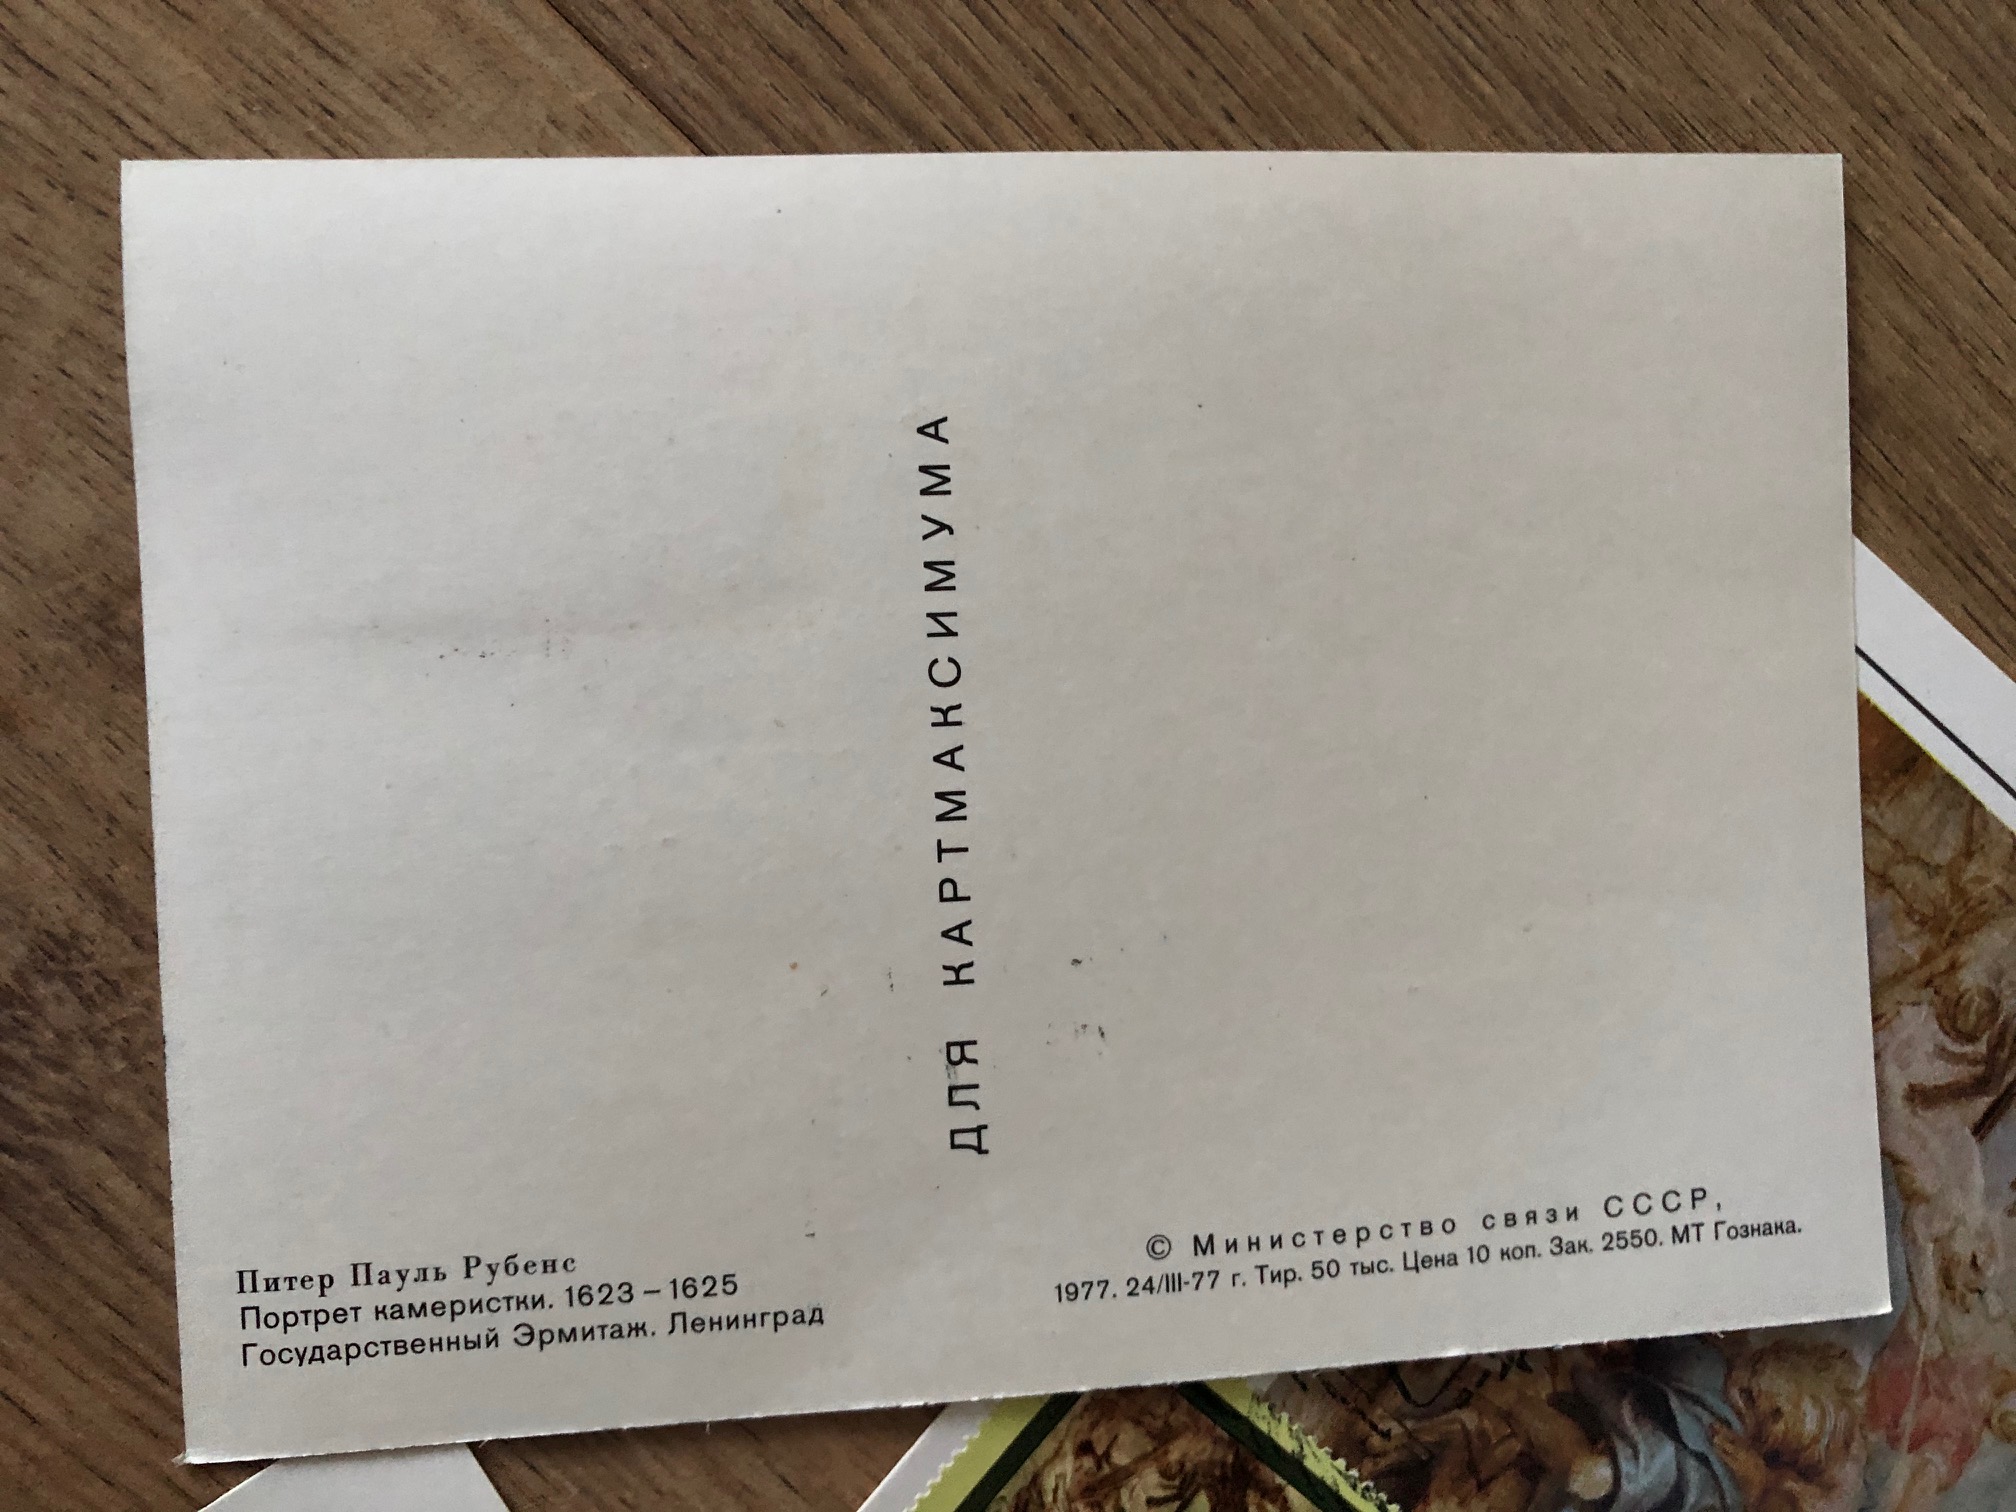 ДЛЯ КАРТМАКСИМУМА
Питер Пауль Рубенс
Портрет камеристки. 1623–1625
Государственный Эрмитаж. Ленинград
© Министерство связи СССР,
1977. 24/III-77 г. Тир. 50 тыс. Цена 10 коп. Зак. 2550. МТ Гознака.